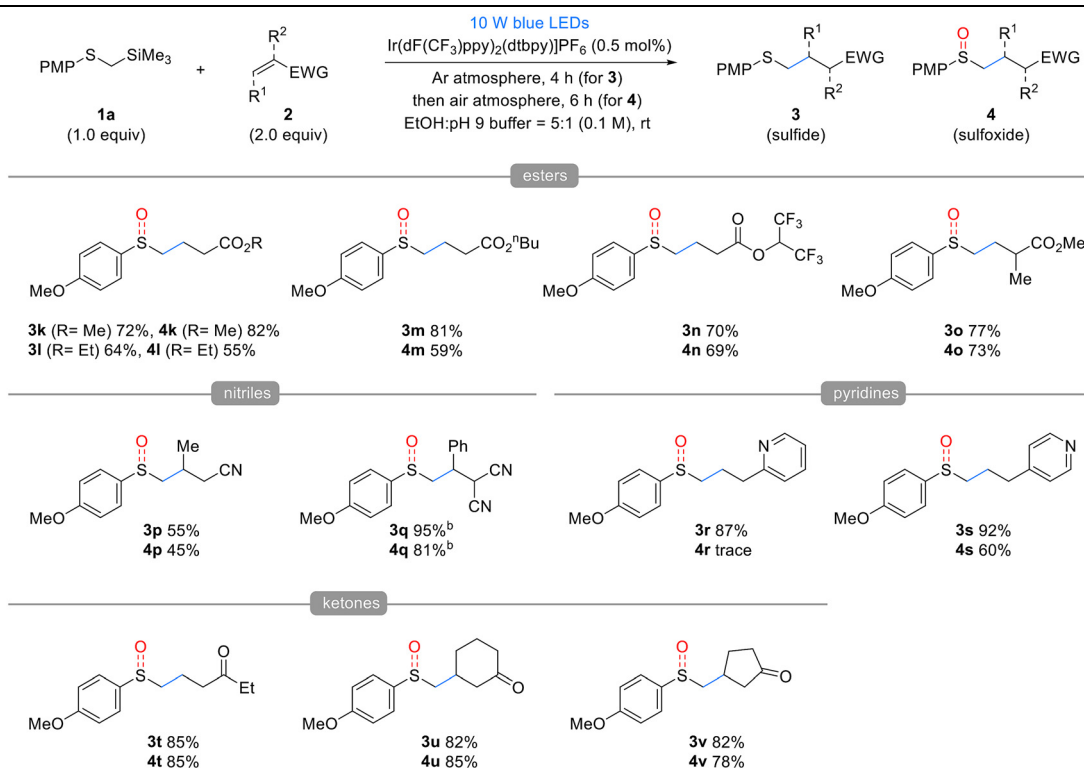 10 W blue LEDs
Ir(dF(CF3)ppy)2(dtbpy)]PF6 (0.5 mol%)
Ar atmosphere, 4 h (for 3)
then air atmosphere, 6 h (for 4)
EtOH:pH 9 buffer = 5:1 (0.1 M), rt
PMP S SiMe3
1a
(1.0 equiv)
+
R2
EWG
R1
2
(2.0 equiv)
PMP S R1 EWG
R2
3
(sulfide)
O
PMP S R1 EWG
R2
4
(sulfoxide)
esters
O
S CO2R
MeO
3k (R= Me) 72%, 4k (R= Me) 82%
3l (R= Et) 64%, 4l (R= Et) 55%
O
S CO2nBu
MeO
3m 81%
4m 59%
O
S O CF3
O CF3
MeO
3n 70%
4n 69%
O
S CO2Me
Me
MeO
3o 77%
4o 73%
nitriles
O Me
S CN
MeO
3p 55%
4p 45%
O Ph
S CN
CN
MeO
3q 95%b
4q 81%b
pyridines
O N
S
MeO
3r 87%
4r trace
O N
S
MeO
3s 92%
4s 60%
ketones
O O
S Et
MeO
3t 85%
4t 85%
O
S O
MeO
3u 82%
4u 85%
O
S O
MeO
3v 82%
4v 78%